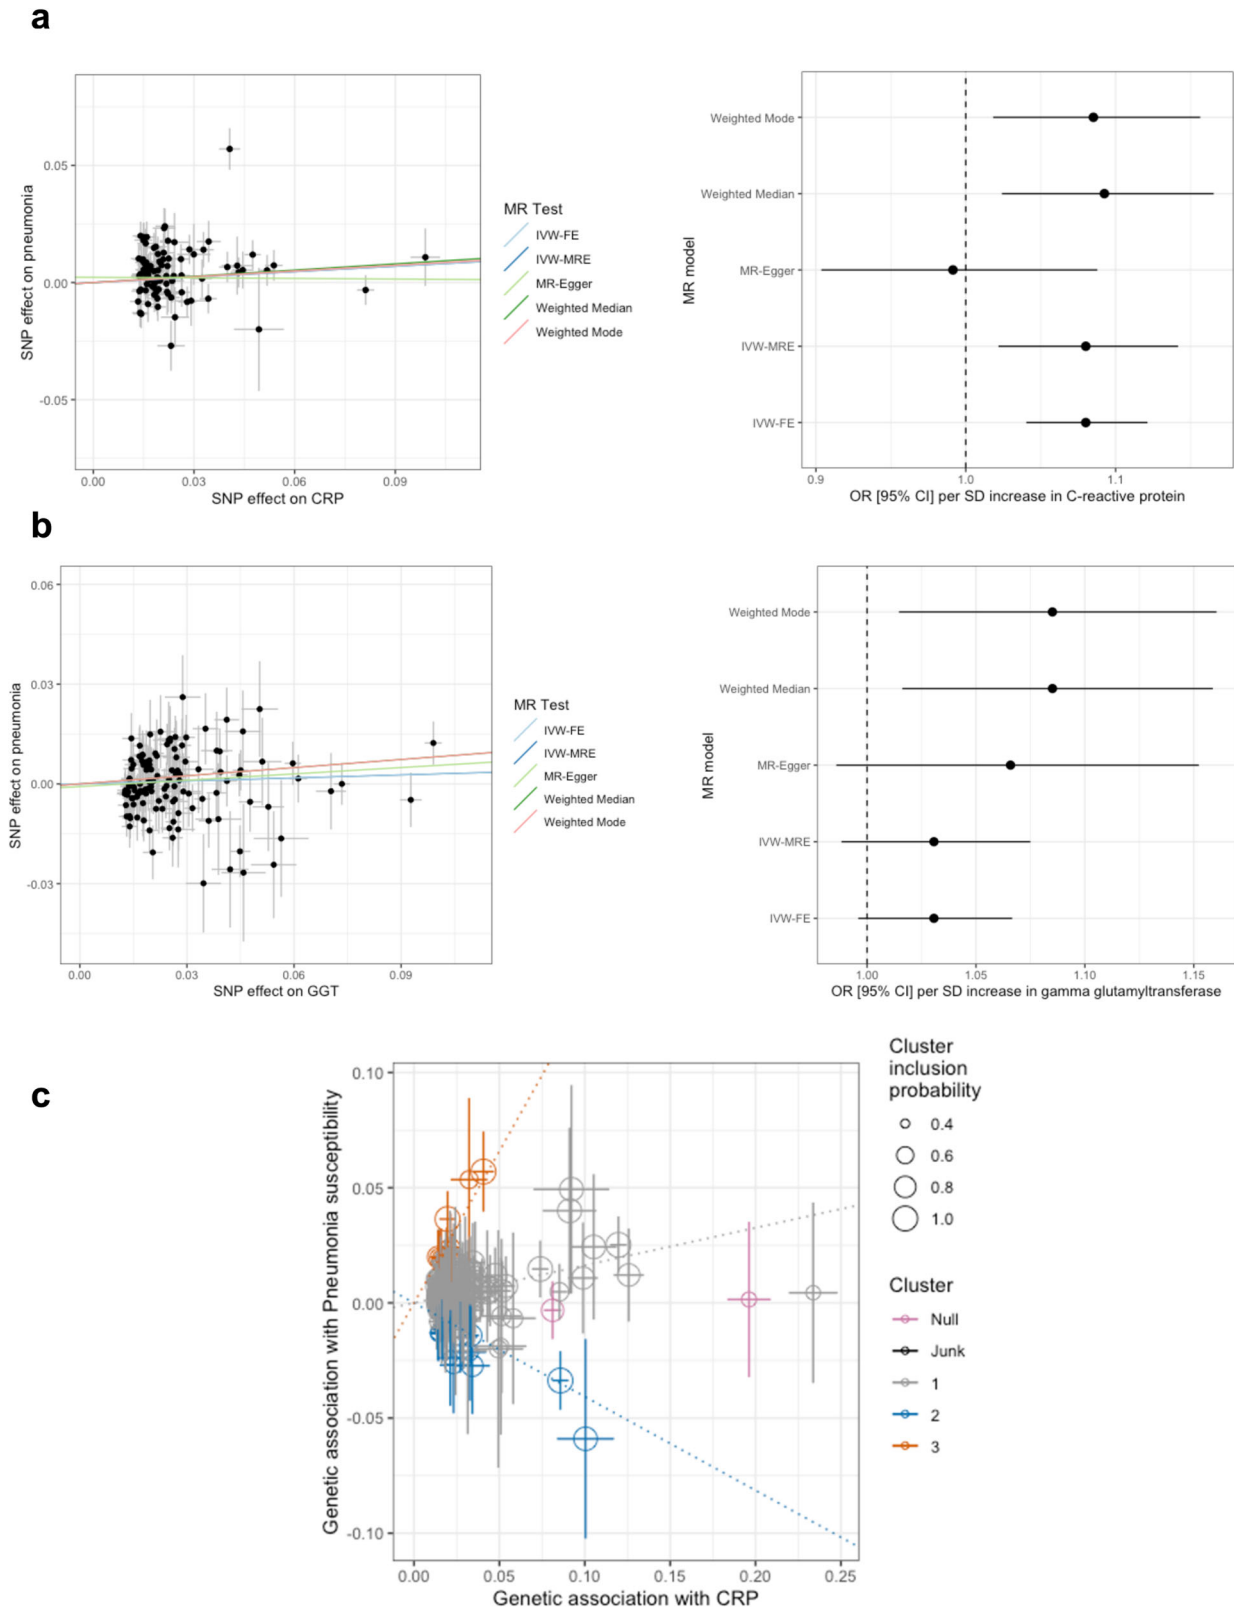 a
0.05
0.00
-0.05
0.00
0.03
0.06
0.09
SNP effect on pneumonia
SNP effect on CRP
MR Test
IVW-FE
IVW-MRE
MR-Egger
Weighted Median
Weighted Mode
Weighted Mode
Weighted Median
MR-Egger
IVW-MRE
IVW-FE
MR model
0.9
1.0
1.1
OR [95% CI] per SD increase in C-reactive protein
b
0.06
0.03
0.00
-0.03
0.00
0.03
0.06
0.09
SNP effect on pneumonia
SNP effect on GGT
MR Test
IVW-FE
IVW-MRE
MR-Egger
Weighted Median
Weighted Mode
Weighted Mode
Weighted Median
MR-Egger
IVW-MRE
IVW-FE
MR model
1.00
1.05
1.10
1.15
OR [95% CI] per SD increase in gamma glutamyltransferase
c
0.10
0.05
0.00
-0.05
-0.10
0.00
0.05
0.10
0.15
0.20
0.25
Genetic association with Pneumonia susceptibility
Genetic association with CRP
Cluster
inclusion
probability
0.4
0.6
0.8
1.0
Cluster
Null
Junk
1
2
3